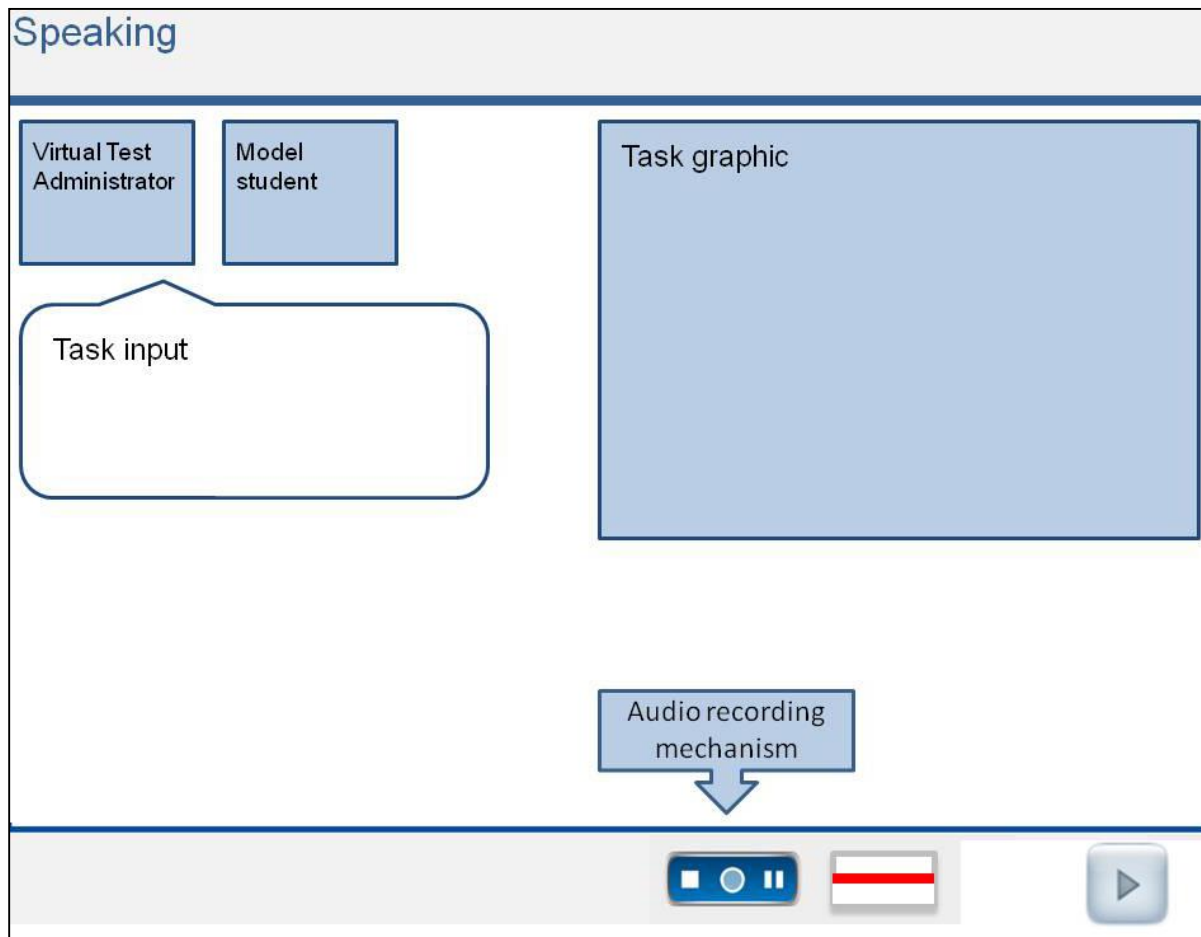 Speaking
Virtual Test
Administrator
Model
student
Task graphic
Task input
Audio recording
mechanism